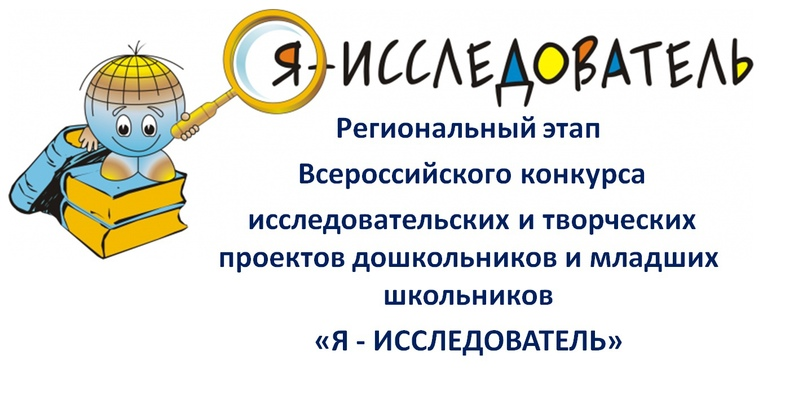 Я-ИССЛЕДОВАТЕЛЬ
Региональный этап
Всероссийского конкурса
исследовательских и творческих
проектов дошкольников и младших
школьников
«Я - ИССЛЕДОВАТЕЛЬ»